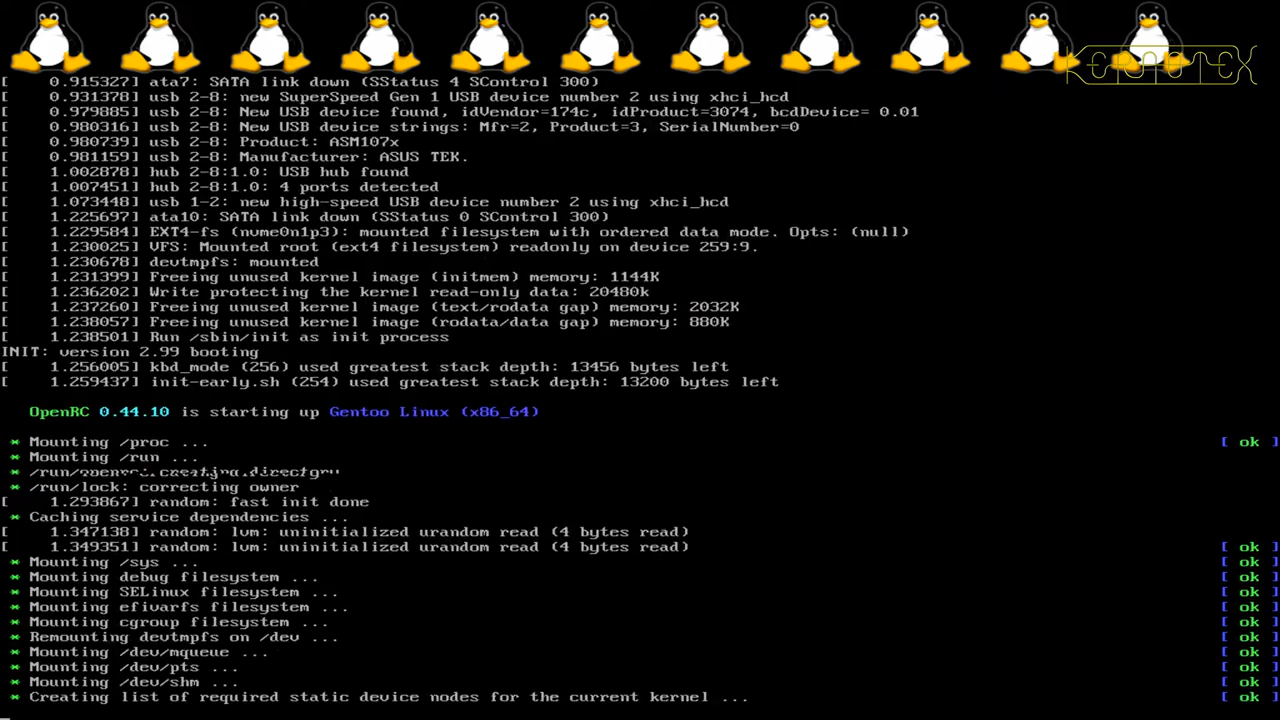 KERNOTEX
[    0.915327] ata7: SATA link down (SStatus 4 SControl 300)
[    0.931378] usb 2-8: new SuperSpeed Gen 1 USB device number 2 using xhci_hcd
[    0.979885] usb 2-8: New USB device found, idVendor=174c, idProduct=3074, bcdDevice= 0.01
[    0.980316] usb 2-8: New USB device strings: Mfr=2, Product=3, SerialNumber=0
[    0.980739] usb 2-8: Product: ASM107x
[    0.981159] usb 2-8: Manufacturer: ASUS TEK.
[    1.002878] hub 2-8:1.0: USB hub found
[    1.007451] hub 2-8:1.0: 4 ports detected
[    1.073448] usb 1-2: new high-speed USB device number 2 using xhci_hcd
[    1.225697] ata10: SATA link down (SStatus 0 SControl 300)
[    1.229584] EXT4-fs (nvme0n1p3): mounted filesystem with ordered data mode. Opts: (null)
[    1.230025] VFS: Mounted root (ext4 filesystem) readonly on device 259:9.
[    1.230678] devtmpfs: mounted
[    1.231399] Freeing unused kernel image (initmem) memory: 1144K
[    1.236202] Write protecting the kernel read-only data: 20480k
[    1.237260] Freeing unused kernel image (text/rodata gap) memory: 2032K
[    1.238057] Freeing unused kernel image (rodata/data gap) memory: 880K
[    1.238501] Run /sbin/init as init process
INIT: version 2.99 booting
[    1.256005] kbd_mode (256) used greatest stack depth: 13456 bytes left
[    1.259437] init-early.sh (254) used greatest stack depth: 13200 bytes left
OpenRC 0.44.10 is starting up Gentoo Linux (x86_64)
* Mounting /proc ... [ ok ]
* Mounting /run ...
* /run/openrc: creating directory
* /run/lock: correcting owner
[    1.293867] random: fast init done
* Caching service dependencies ...
[    1.347138] random: lvm: uninitialized urandom read (4 bytes read)
[    1.349351] random: lvm: uninitialized urandom read (4 bytes read) [ ok ]
* Mounting /sys ... [ ok ]
* Mounting debug filesystem ... [ ok ]
* Mounting SELinux filesystem ... [ ok ]
* Mounting efivarfs filesystem ... [ ok ]
* Mounting cgroup filesystem ... [ ok ]
* Remounting devtmpfs on /dev ... [ ok ]
* Mounting /dev/mqueue ... [ ok ]
* Mounting /dev/pts ... [ ok ]
* Mounting /dev/shm ... [ ok ]
* Creating list of required static device nodes for the current kernel ... [ ok ]